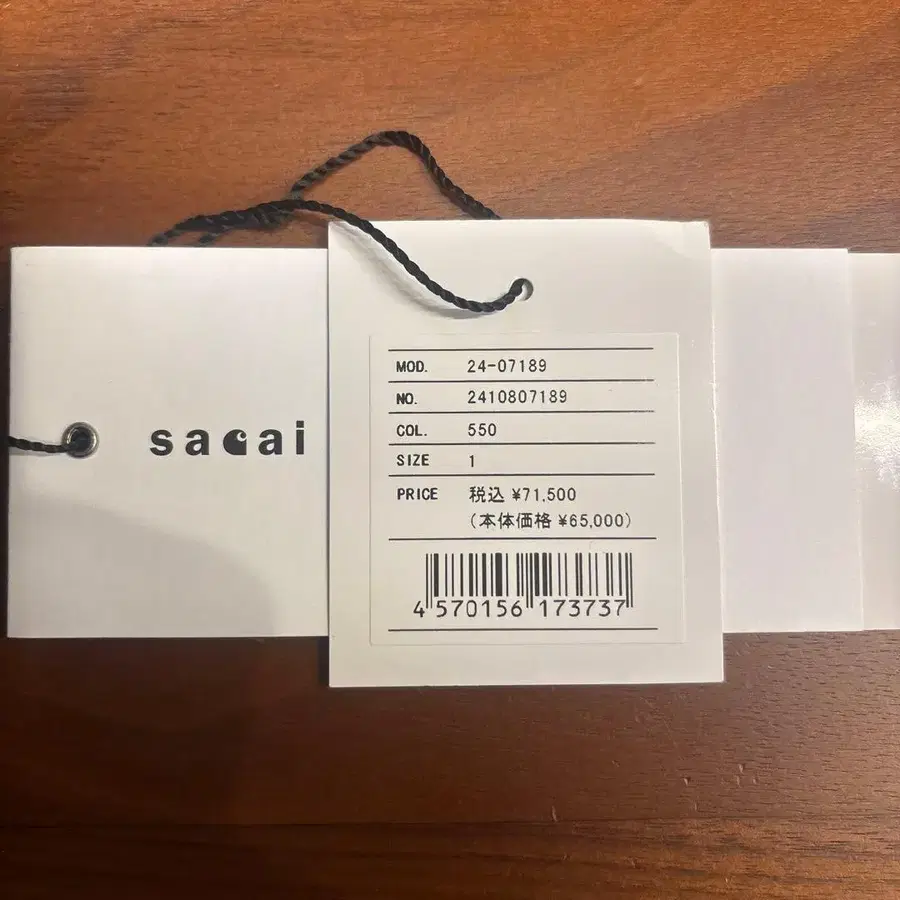 sacai
MOD. 24-07189
NO. 2410807189
COL. 550
SIZE 1
PRICE 税込 ¥71,500
(本体価格 ¥65,000)
4 570156 173737